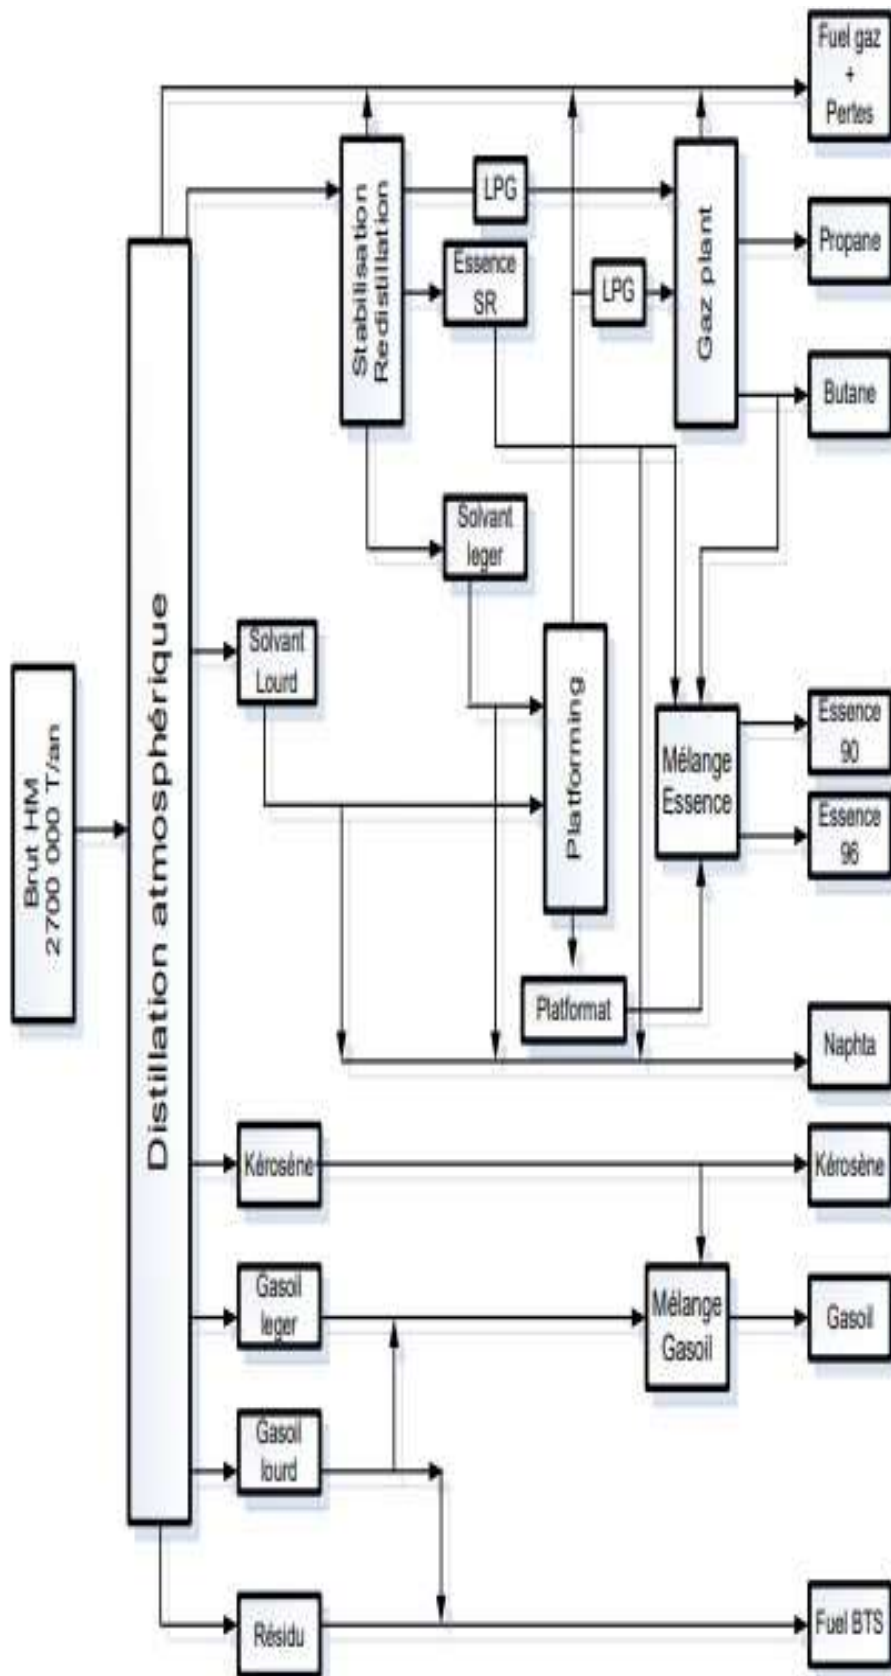 Brut HM
2700 000 T/an
Distillation atmosphérique
Stabilisation
Redistillation
LPG
Essence
SR
LPG
Gaz plant
Fuel gaz
+
Pertes
Propane
Butane
Solvant
leger
Solvant
Lourd
Platforming
Mélange
Essence
Essence
90
Essence
96
Platformat
Naphta
Kérosène
Kérosène
Gasoil
leger
Mélange
Gasoil
Gasoil
Gasoil
lourd
Résidu
Fuel BTS